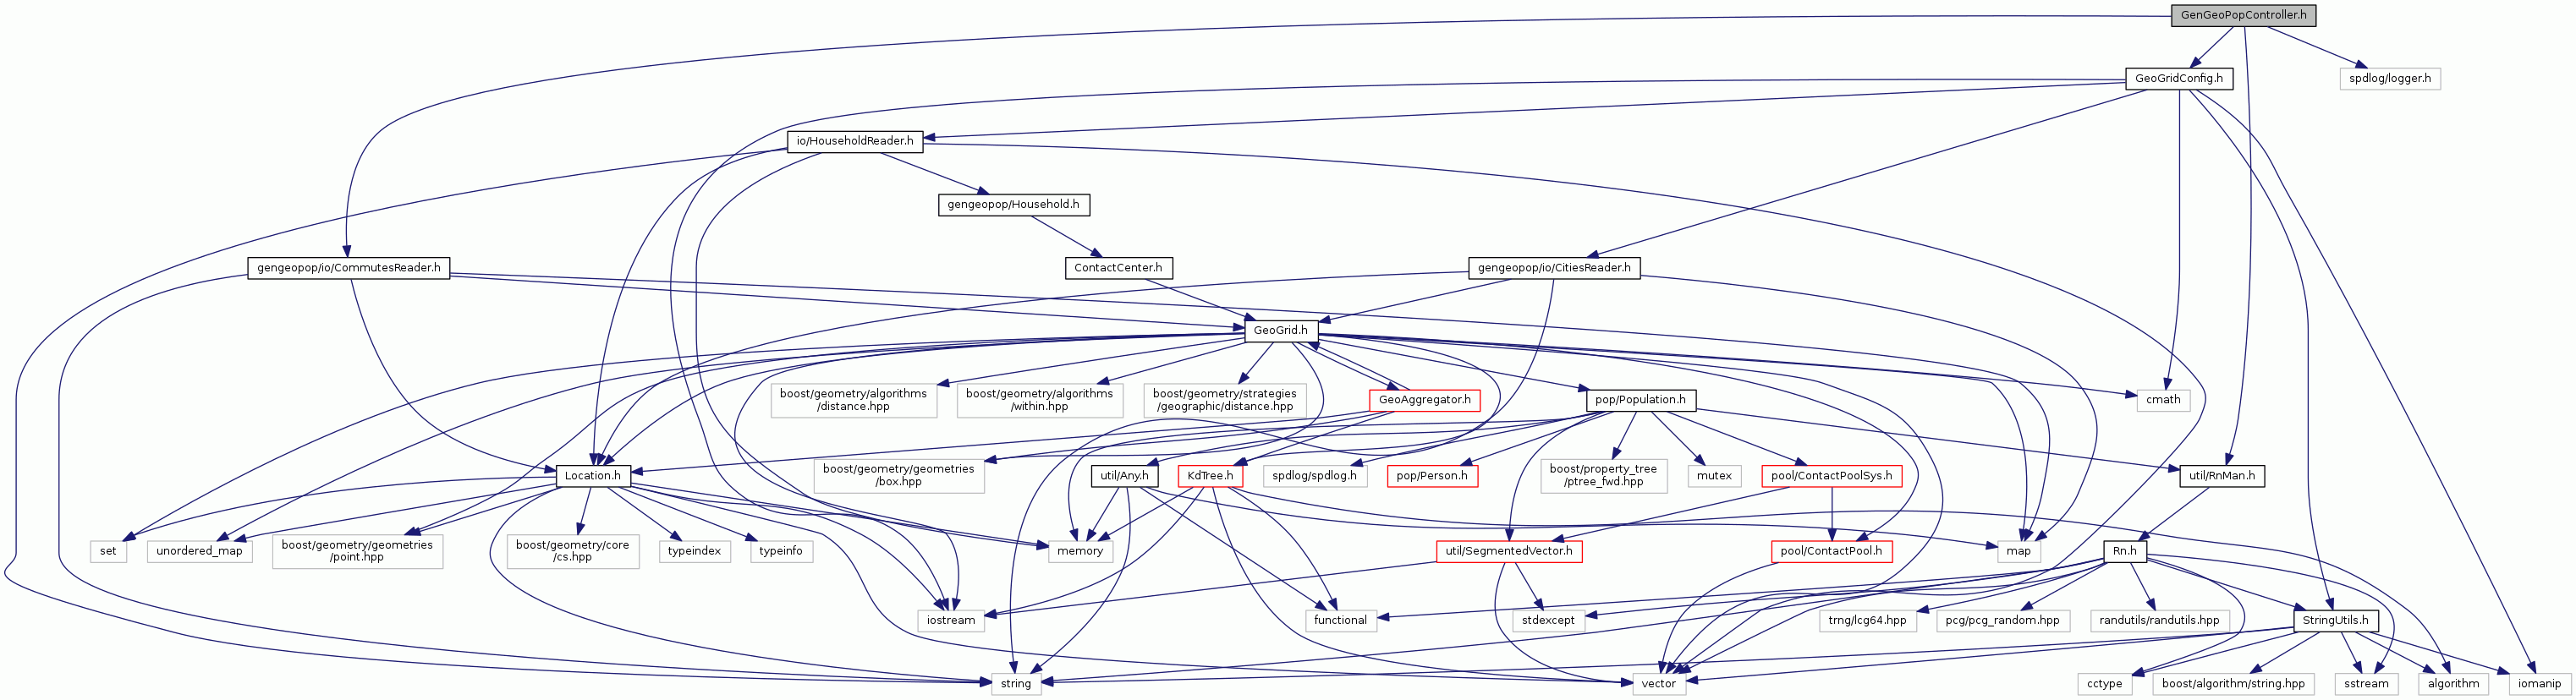 GenGeoPopController.h
GeoGridConfig.h
spdlog/logger.h
io/HouseholdReader.h
gengeopop/Household.h
gengeopop/io/CommutesReader.h
ContactCenter.h
gengeopop/io/CitiesReader.h
GeoGrid.h
boost/geometry/algorithms
/distance.hpp
boost/geometry/algorithms
/within.hpp
boost/geometry/strategies
/geographic/distance.hpp
GeoAggregator.h
pop/Population.h
cmath
Location.h
boost/geometry/geometries
/box.hpp
util/Any.h
KdTree.h
spdlog/spdlog.h
pop/Person.h
boost/property_tree
/ptree_fwd.hpp
mutex
pool/ContactPoolSys.h
util/RnMan.h
set
unordered_map
boost/geometry/geometries
/point.hpp
boost/geometry/core
/cs.hpp
typeindex
typeinfo
memory
util/SegmentedVector.h
pool/ContactPool.h
map
Rn.h
iostream
functional
stdexcept
trng/lcg64.hpp
pcg/pcg_random.hpp
randutils/randutils.hpp
StringUtils.h
string
vector
cctype
boost/algorithm/string.hpp
sstream
algorithm
iomanip